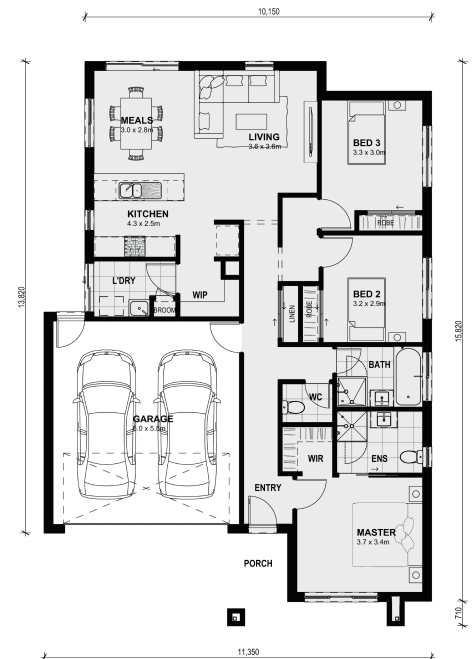 10,150
MEALS
3.0 x 2.8m
LIVING
3.6 x 3.6m
BED 3
3.3 x 3.0m
KITCHEN
4.3 x 2.5m
ROBE
L'DRY
WIP
BROOM
BED 2
3.2 x 2.9m
LINEN
ROBE
13,820
15,820
BATH
WC
GARAGE
6.0 x 5.5m
WIR
ENS
ENTRY
MASTER
3.7 x 3.4m
PORCH
710
11,350